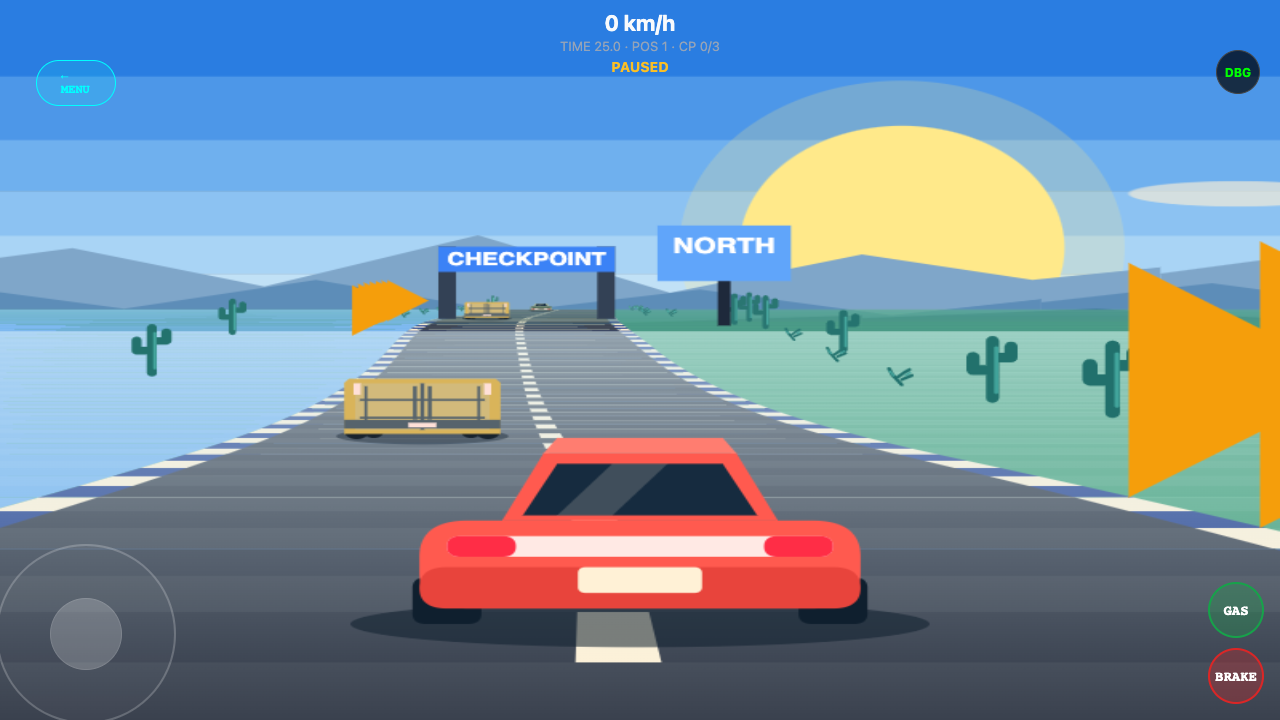 0 km/h
TIME 25.0 · POS 1 · CP 0/3
PAUSED
←
MENU
DBG
NORTH
CHECKPOINT
GAS
BRAKE